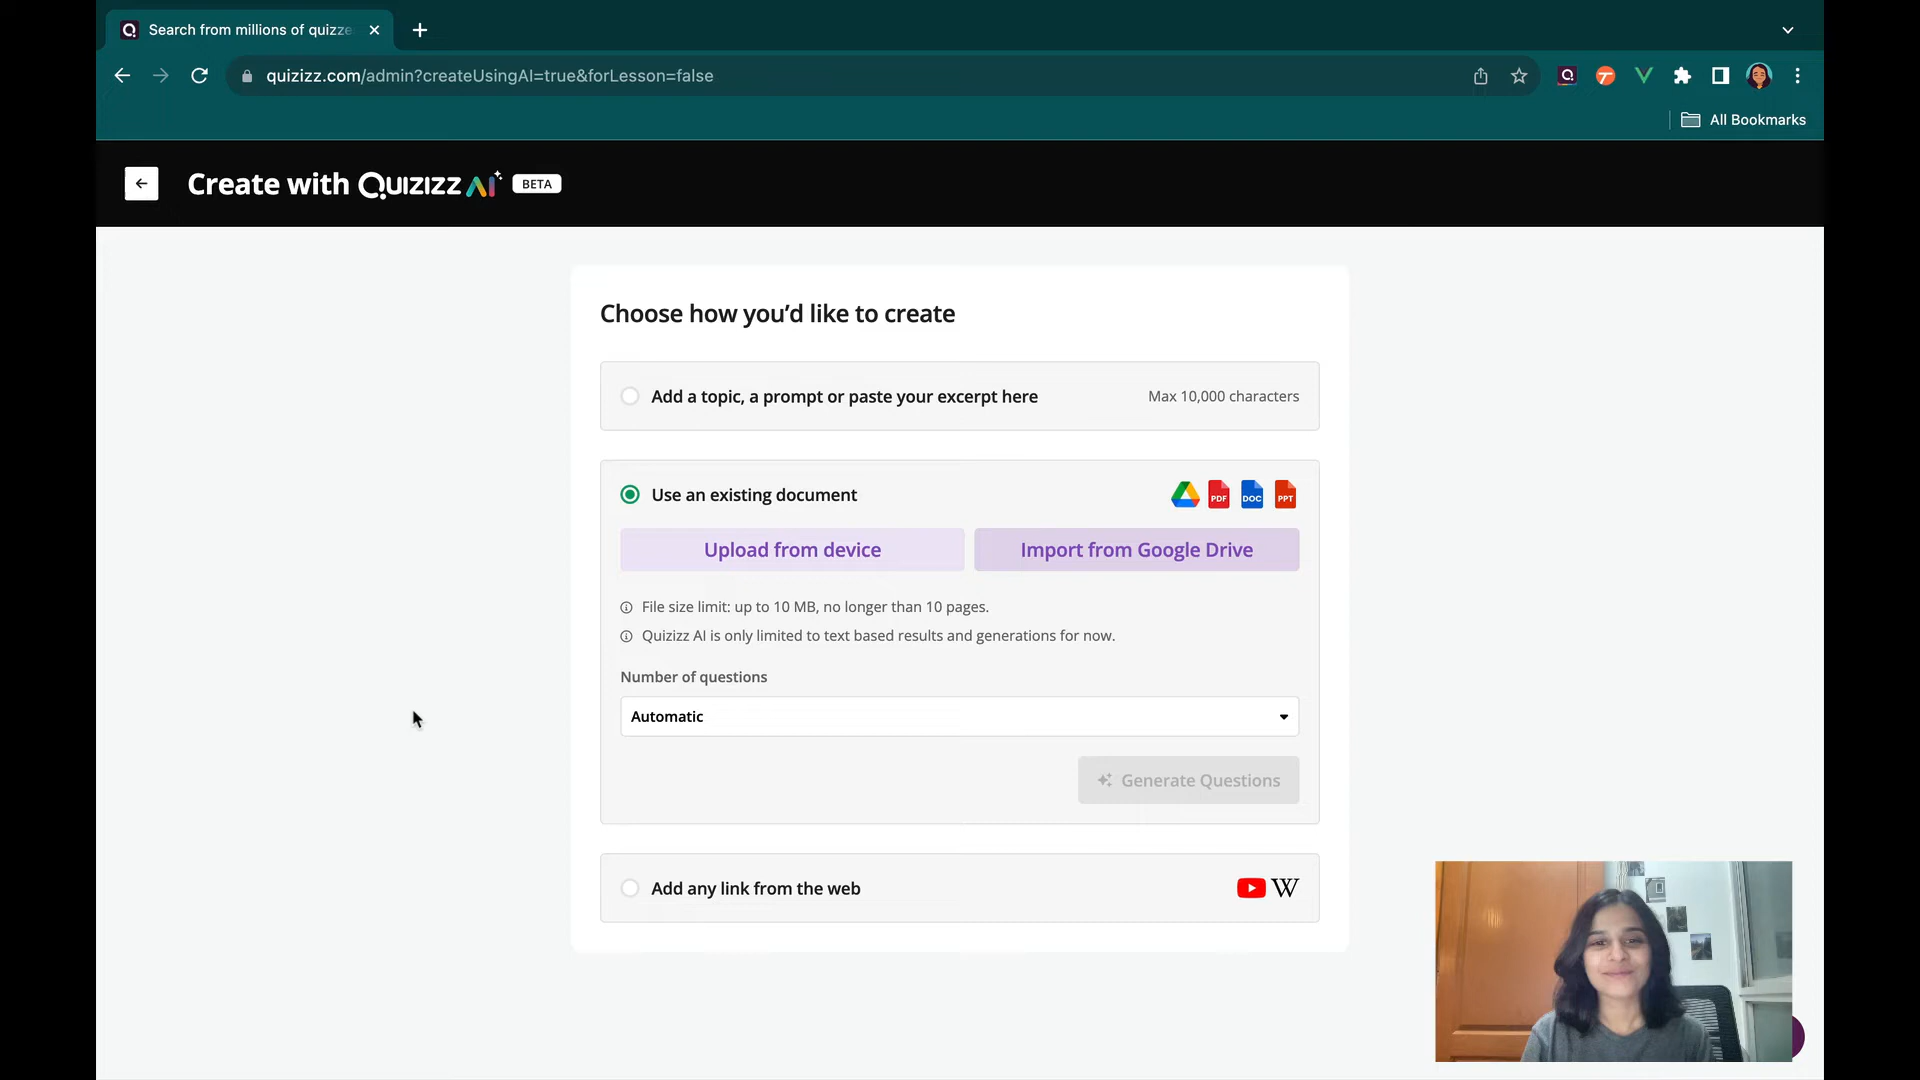 Search from millions of quizze
quizizz.com/admin?createUsingAI=true&forLesson=false
All Bookmarks
Create with Quizizz AI BETA
Choose how you’d like to create
Add a topic, a prompt or paste your excerpt here
Max 10,000 characters
Use an existing document
PDF DOC PPT
Upload from device
Import from Google Drive
File size limit: up to 10 MB, no longer than 10 pages.
Quizizz AI is only limited to text based results and generations for now.
Number of questions
Automatic
Generate Questions
Add any link from the web
W